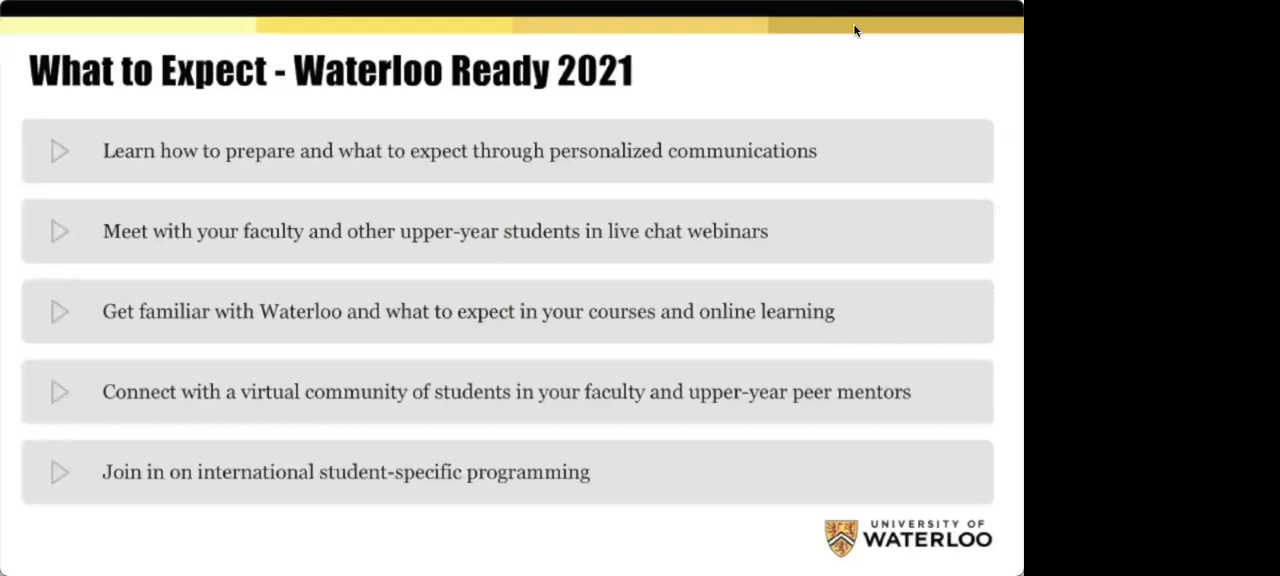 What to Expect - Waterloo Ready 2021
Learn how to prepare and what to expect through personalized communications
Meet with your faculty and other upper-year students in live chat webinars
Get familiar with Waterloo and what to expect in your courses and online learning
Connect with a virtual community of students in your faculty and upper-year peer mentors
Join in on international student-specific programming
UNIVERSITY OF
WATERLOO